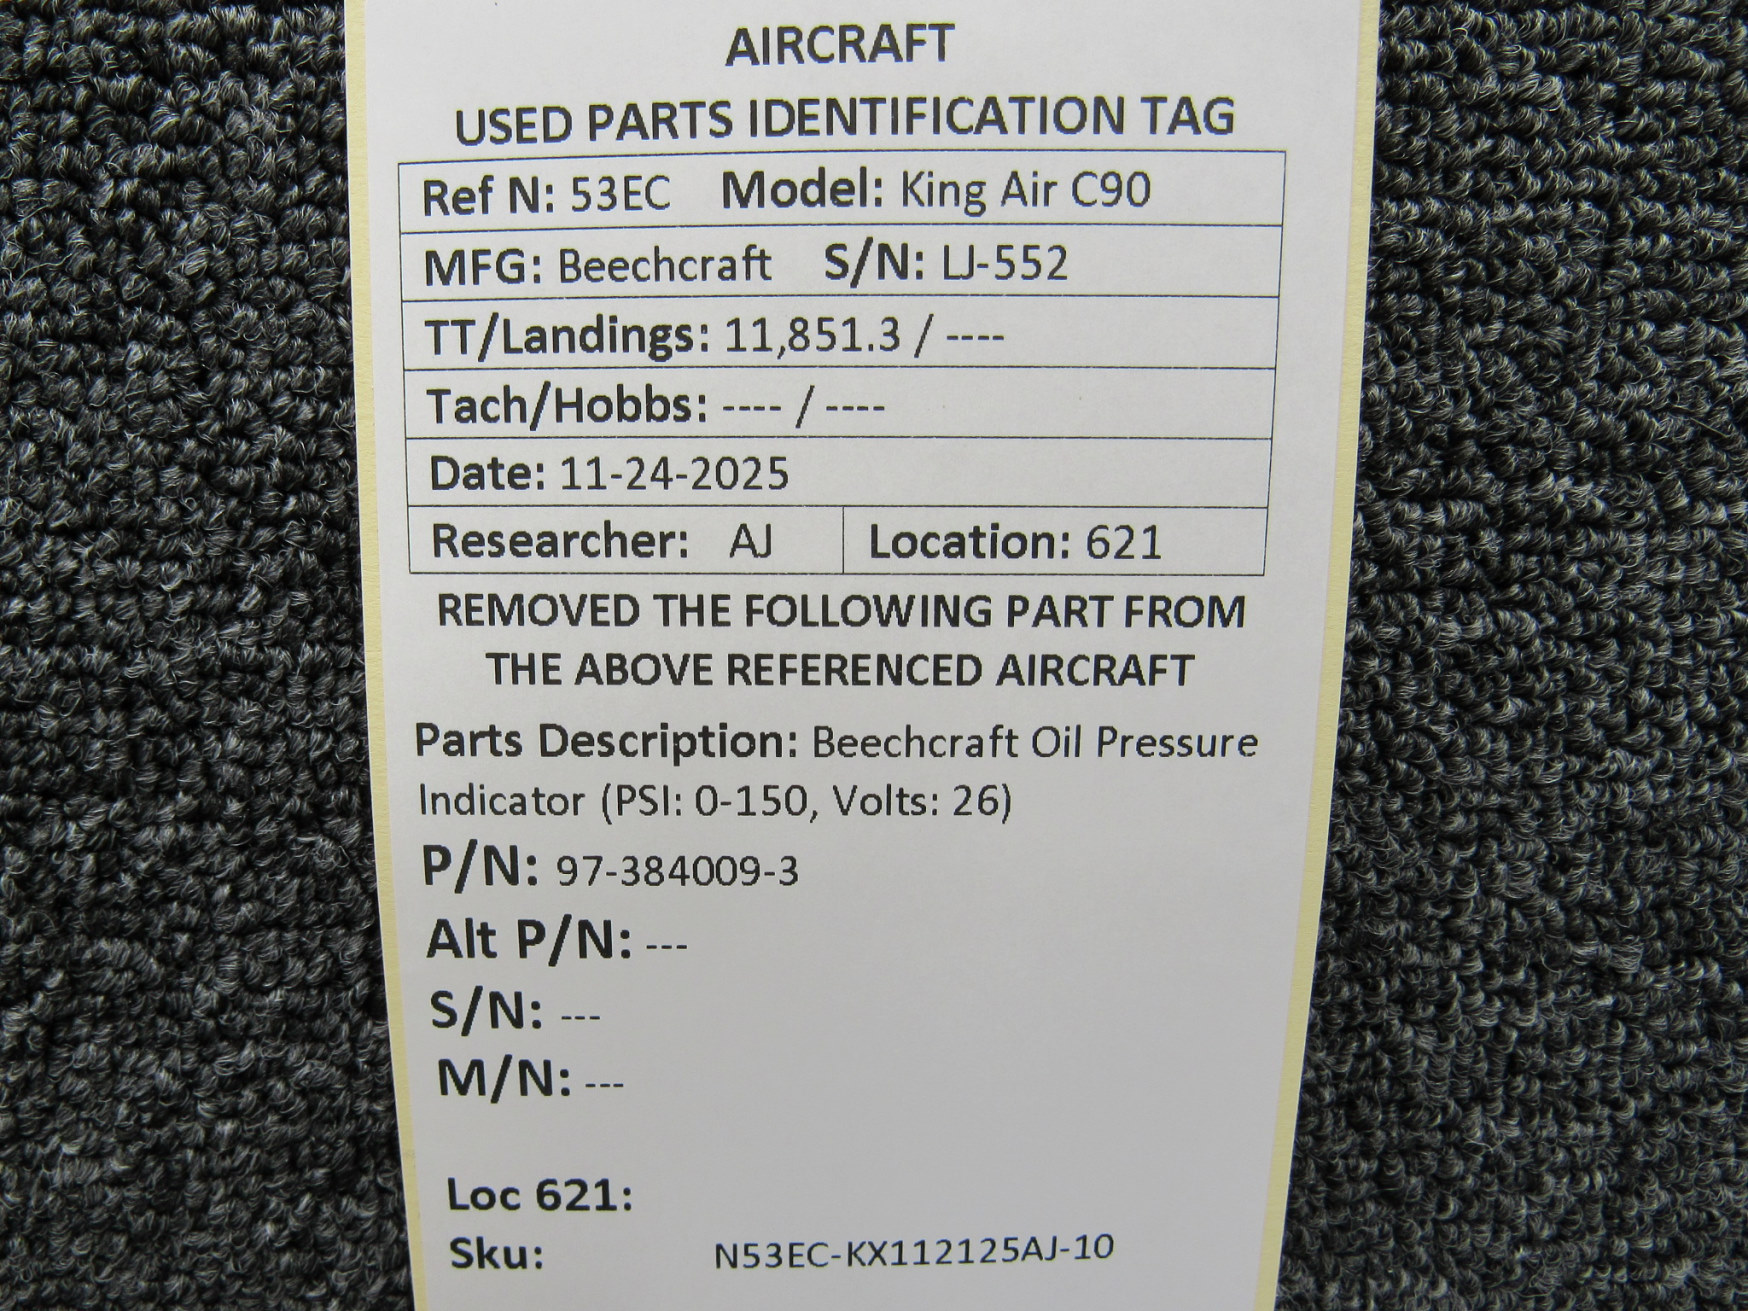 AIRCRAFT
USED PARTS IDENTIFICATION TAG
Ref N: 53EC Model: King Air C90
MFG: Beechcraft S/N: LJ-552
TT/Landings: 11,851.3 / ----
Tach/Hobbs: ---- / ----
Date: 11-24-2025
Researcher: AJ Location: 621
REMOVED THE FOLLOWING PART FROM
THE ABOVE REFERENCED AIRCRAFT
Parts Description: Beechcraft Oil Pressure
Indicator (PSI: 0-150, Volts: 26)
P/N: 97-384009-3
Alt P/N: ---
S/N: ---
M/N: ---
Loc 621:
Sku: N53EC-KX112125AJ-10